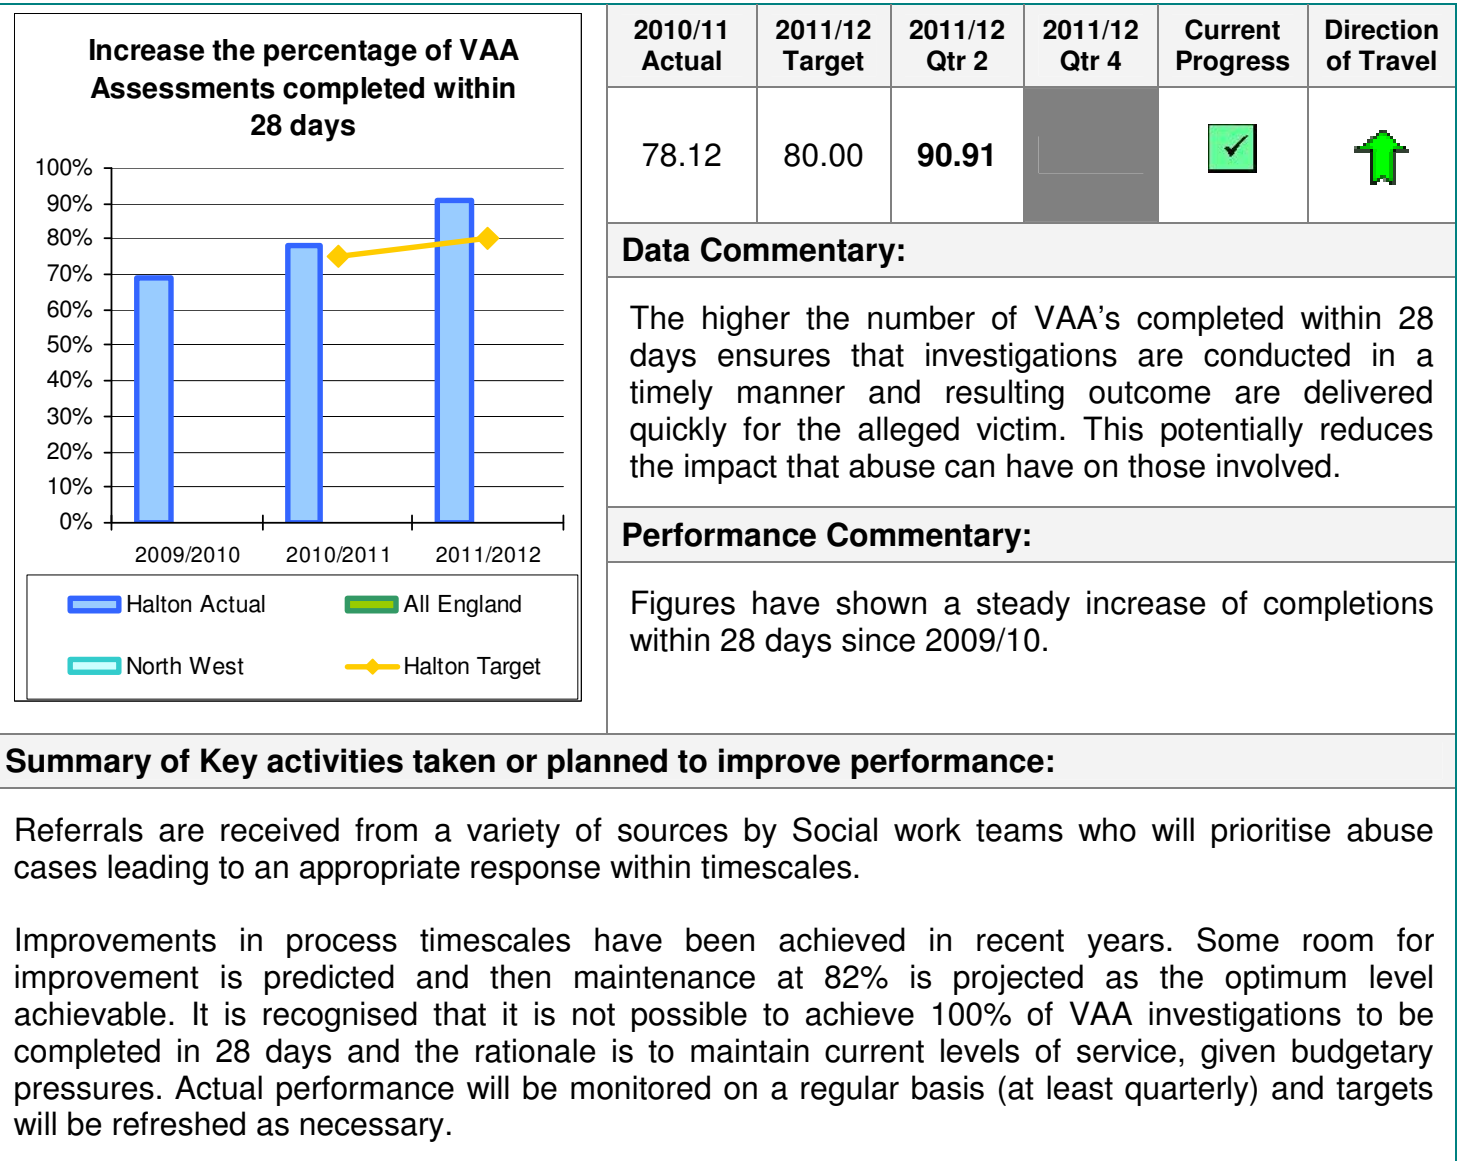 Increase the percentage of VAA
Assessments completed within
28 days
100%
90%
80%
70%
60%
50%
40%
30%
20%
10%
0%
2009/2010
2010/2011
2011/2012
Halton Actual
All England
North West
Halton Target
2010/11 Actual
2011/12 Target
2011/12 Qtr 2
2011/12 Qtr 4
Current Progress
Direction of Travel
78.12
80.00
90.91
Data Commentary:
The higher the number of VAA's completed within 28
days ensures that investigations are conducted in a
timely manner and resulting outcome are delivered
quickly for the alleged victim. This potentially reduces
the impact that abuse can have on those involved.
Performance Commentary:
Figures have shown a steady increase of completions
within 28 days since 2009/10.
Summary of Key activities taken or planned to improve performance:
Referrals are received from a variety of sources by Social work teams who will prioritise abuse
cases leading to an appropriate response within timescales.
Improvements in process timescales have been achieved in recent years. Some room for
improvement is predicted and then maintenance at 82% is projected as the optimum level
achievable. It is recognised that it is not possible to achieve 100% of VAA investigations to be
completed in 28 days and the rationale is to maintain current levels of service, given budgetary
pressures. Actual performance will be monitored on a regular basis (at least quarterly) and targets
will be refreshed as necessary.